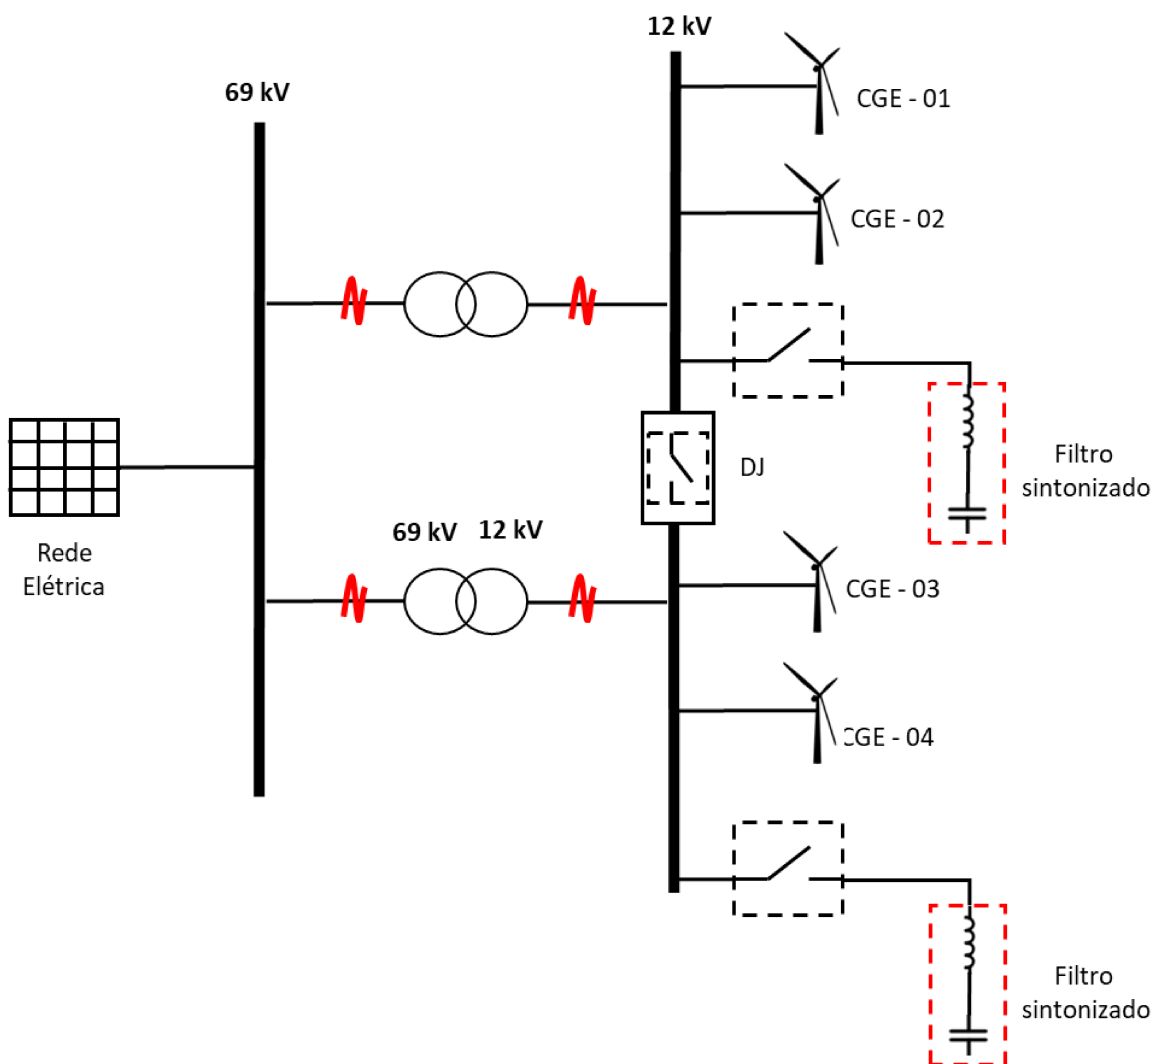 12 kV
69 kV
CGE - 01
CGE - 02
Filtro
sintonizado
DJ
69 kV 12 kV
Rede
Elétrica
CGE - 03
CGE - 04
Filtro
sintonizado